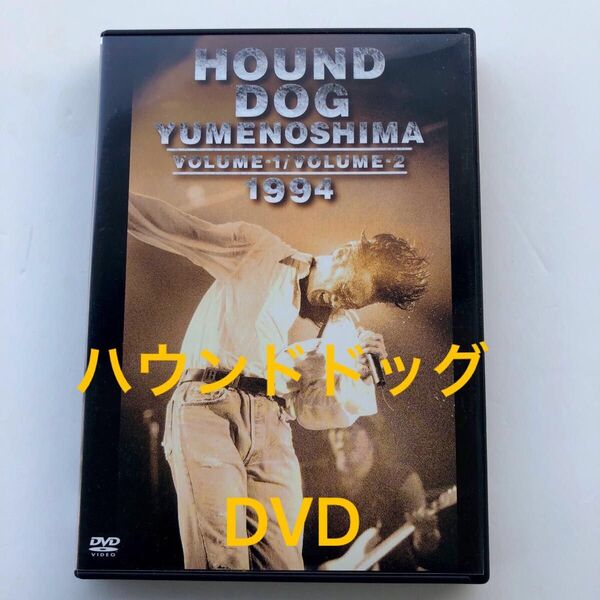 HOUND
DOG
YUMENOSHIMA
VOLUME-1/VOLUME-2
1994
ハウンドドッグ
DVD
DVD
VIDEO